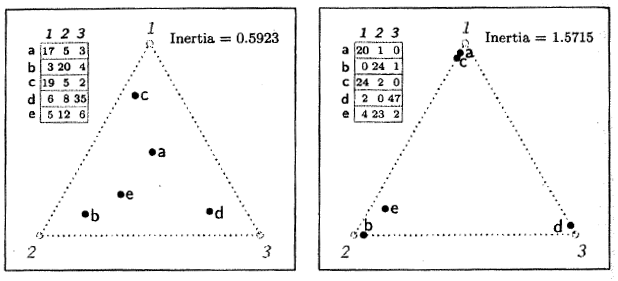 1 2 3
a 17 5 3
b 3 20 4
c 19 5 2
d 6 8 35
e 5 12 6
1
Inertia = 0.5923
c
a
e
b
d
2
3
1 2 3
a 20 1 0
b 0 24 1
c 24 2 0
d 2 0 47
e 4 23 2
1
Inertia = 1.5715
a
c
e
b
d
2
3